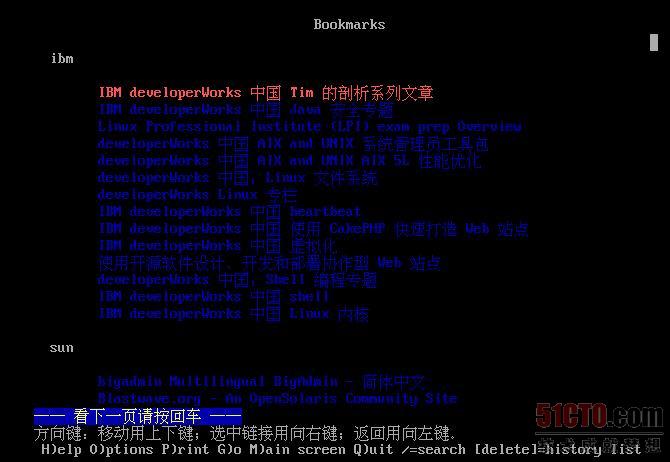 Bookmarks
ibm
IBM developerWorks 中国 Tim 的剖析系列文章
IBM developerWorks 中国 Java 安全专题
Linux Professional Institute (LPI) exam prep Overview
developerWorks 中国 AIX and UNIX 系统管理员工具包
developerWorks 中国 AIX and UNIX AIX 5L 性能优化
developerWorks 中国，Linux 文件系统
developerWorks Linux 专栏
IBM developerWorks 中国 heartbeat
IBM developerWorks 中国 使用 CakePHP 快速打造 Web 站点
IBM developerWorks 中国 虚拟化
使用开源软件设计、开发和部署协作型 Web 站点
developerWorks 中国，Shell 编程专题
IBM developerWorks 中国 shell
IBM developerWorks 中国 Linux 内核
sun
bigadmin Multilingual BigAdmin - 简体中文
Blastwave.org - An OpenSolaris Community Site
—— 看下一页请按回车 ——
方向键：移动用上下键；选中链接用向右键；返回用向左键．
H)elp O)ptions P)rint G)o M)ain screen Q)uit /=search [delete]=history list
51CTO.com